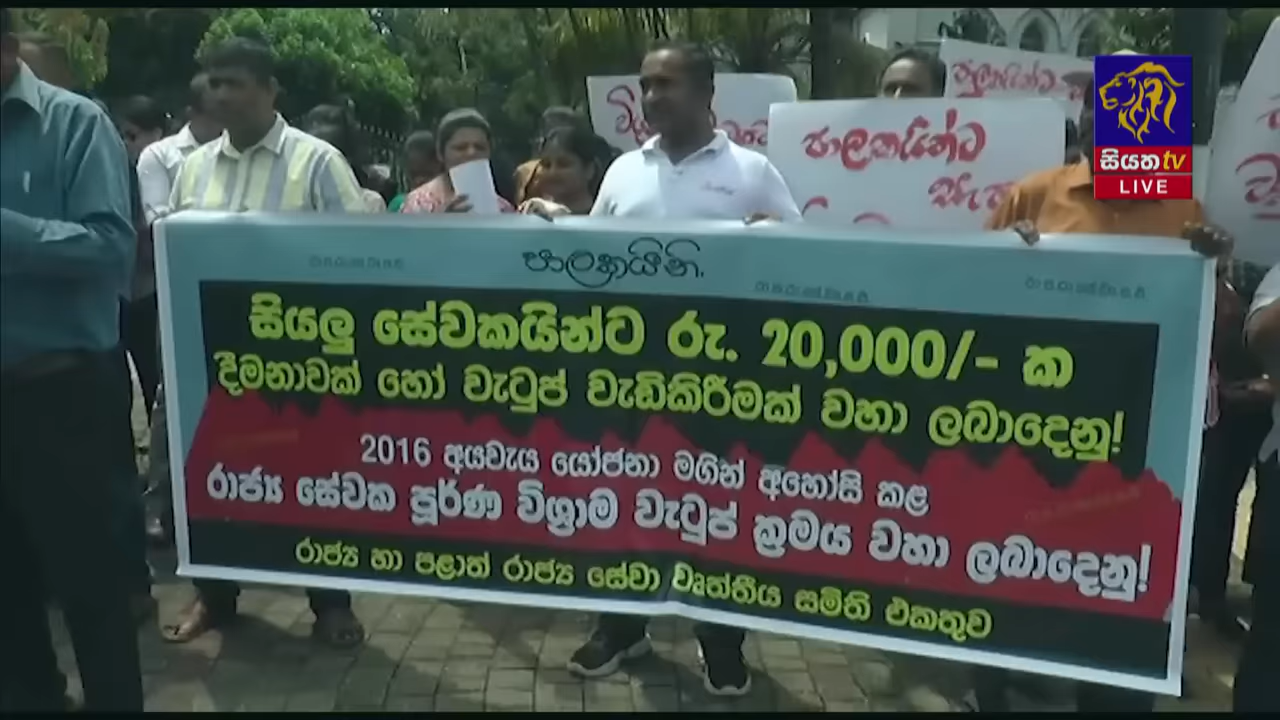 පාලකයින්ට
සියත tv
LIVE
පාලකයිනි.
සියලු සේවකයින්ට රු. 20,000/- ක
දීමනාවක් හෝ වැටුප් වැඩිකිරීමක් වහා ලබාදෙනු!
2016 අයවැය යෝජනා මගින් අහෝසි කළ
රාජ්‍ය සේවක පූර්ණ විශ්‍රාම වැටුප් ක්‍රමය වහා ලබාදෙනු!
රාජ්‍ය හා පළාත් රාජ්‍ය සේවා වෘත්තීය සමිති එකතුව